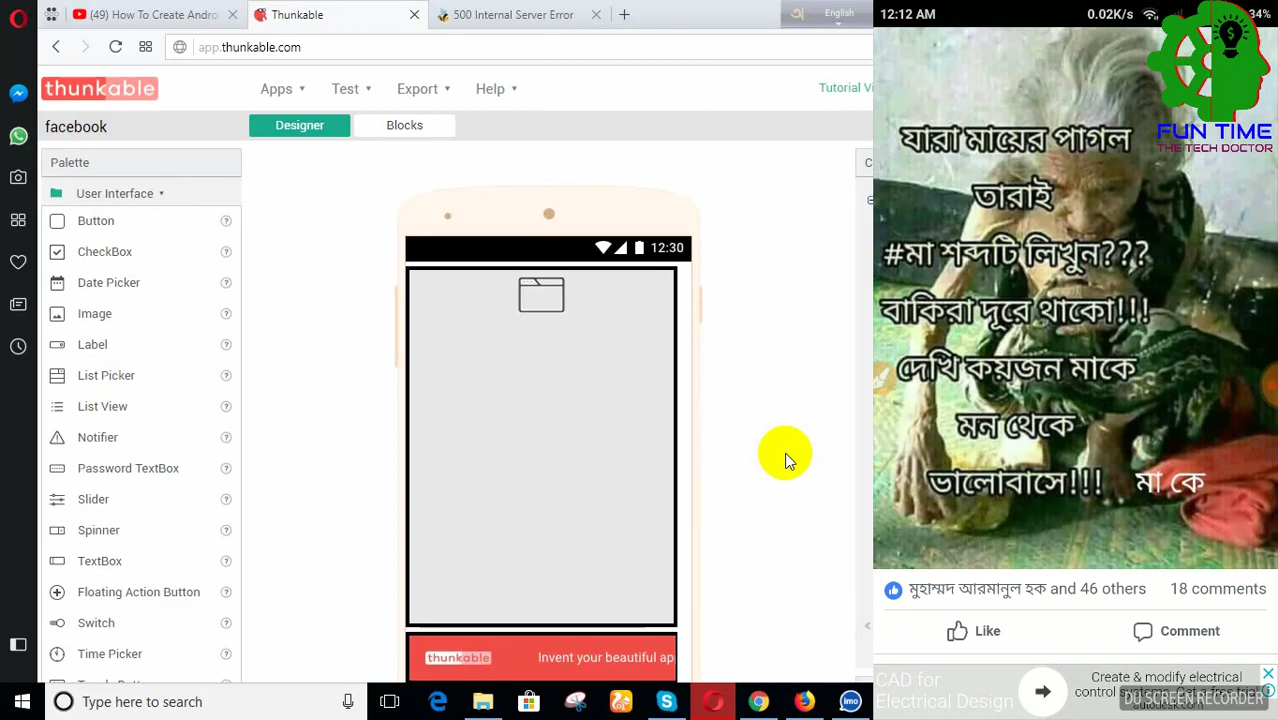 (49) How To Create Andro
Thunkable
500 Internal Server Error
English
app.thunkable.com
thunkable
Apps
Test
Export
Help
Tutorial Vi
facebook
Designer
Blocks
Palette
User Interface
Button
CheckBox
Date Picker
Image
Label
List Picker
List View
Notifier
Password TextBox
Slider
Spinner
TextBox
Floating Action Button
Switch
Time Picker
12:30
thunkable
Invent your beautiful ap
Type here to search
12:12 AM
0.02K/s
34%
FUN TIME
THE TECH DOCTOR
যারা মায়ের পাগল
তারাই
#মা শব্দটি লিখুন???
বাকিরা দূরে থাকো!!!
দেখি কয়জন মাকে
মন থেকে
ভালোবাসে!!! মা কে
মুহাম্মদ আরমানুল হক and 46 others
18 comments
Like
Comment
CAD for
Electrical Design
Create & modify electrical
DU SCREEN RECORDER